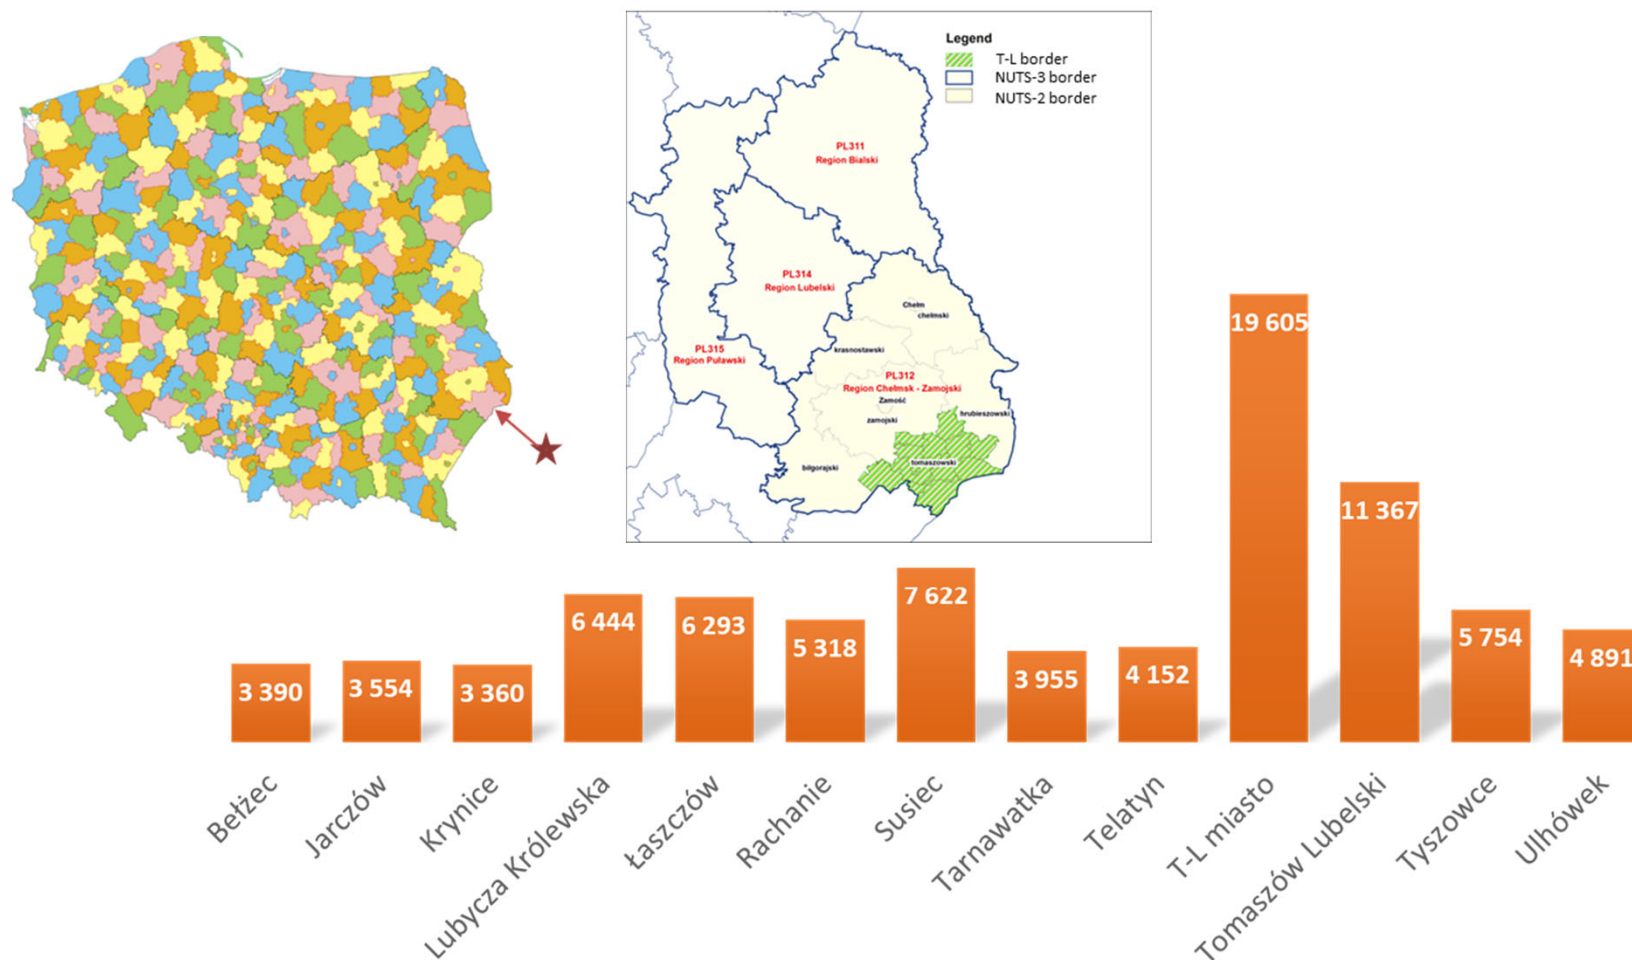 Legend
T-L border
NUTS-3 border
NUTS-2 border
PL311
Region Bialski
PL314
Region Lubelski
Chełm
chełmski
PL315
Region Puławski
krasnostawski
PL312
Region Chełmsk - Zamojski
Zamość
zamojski
hrubieszowski
tomaszowski
biłgorajski
3 390
3 554
3 360
6 444
6 293
5 318
7 622
3 955
4 152
19 605
11 367
5 754
4 891
Bełżec
Jarczów
Krynice
Lubycza Królewska
Łaszczów
Rachanie
Susiec
Tarnawatka
Telatyn
T-L miasto
Tomaszów Lubelski
Tyszowce
Ulhówek